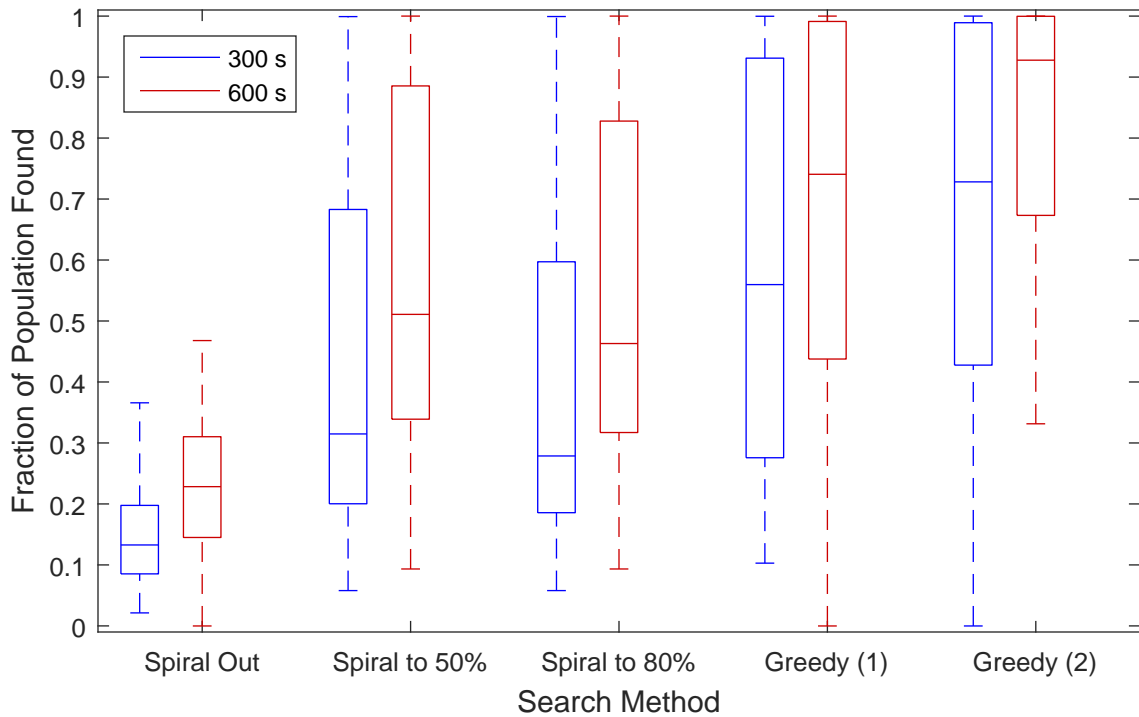 1
0.9
0.8
0.7
0.6
0.5
0.4
0.3
0.2
0.1
0
Fraction of Population Found
300 s
600 s
Spiral Out
Spiral to 50%
Spiral to 80%
Greedy (1)
Greedy (2)
Search Method